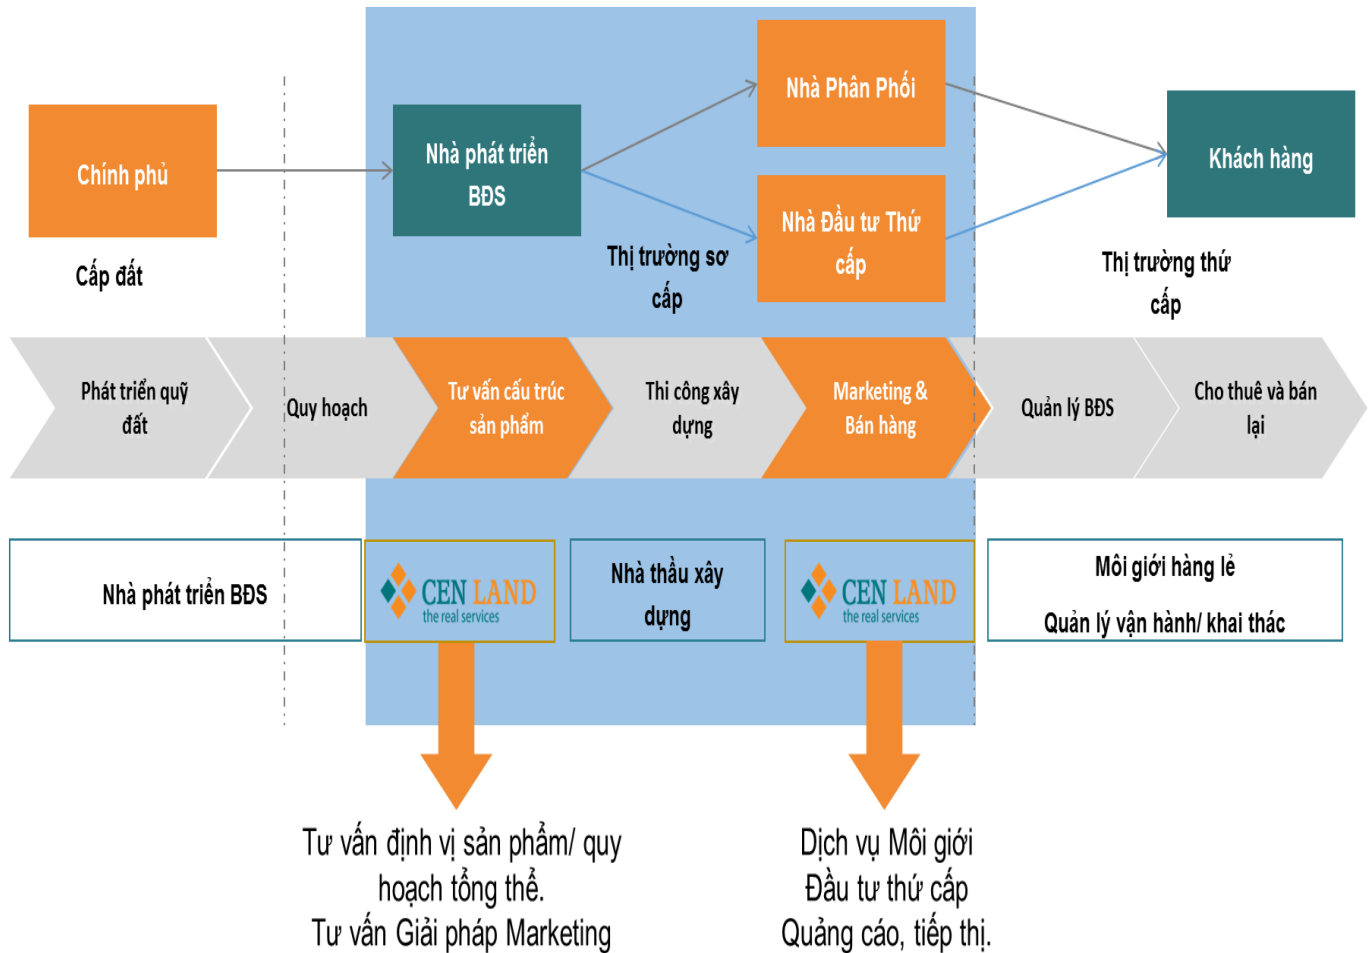 Nhà Phân Phối
Chính phủ
Nhà phát triển
BĐS
Khách hàng
Nhà Đầu tư Thứ
cấp
Cấp đất
Thị trường sơ
cấp
Thị trường thứ
cấp
Phát triển quỹ
đất
Quy hoạch
Tư vấn cấu trúc
sản phẩm
Thi công xây
dựng
Marketing &
Bán hàng
Quản lý BĐS
Cho thuê và bán
lại
Nhà phát triển BĐS
CEN LAND
the real services
Nhà thầu xây
dựng
CEN LAND
the real services
Môi giới hàng lẻ
Quản lý vận hành/ khai thác
Tư vấn định vị sản phẩm/ quy
hoạch tổng thể.
Tư vấn Giải pháp Marketing
Dịch vụ Môi giới
Đầu tư thứ cấp
Quảng cáo, tiếp thị.